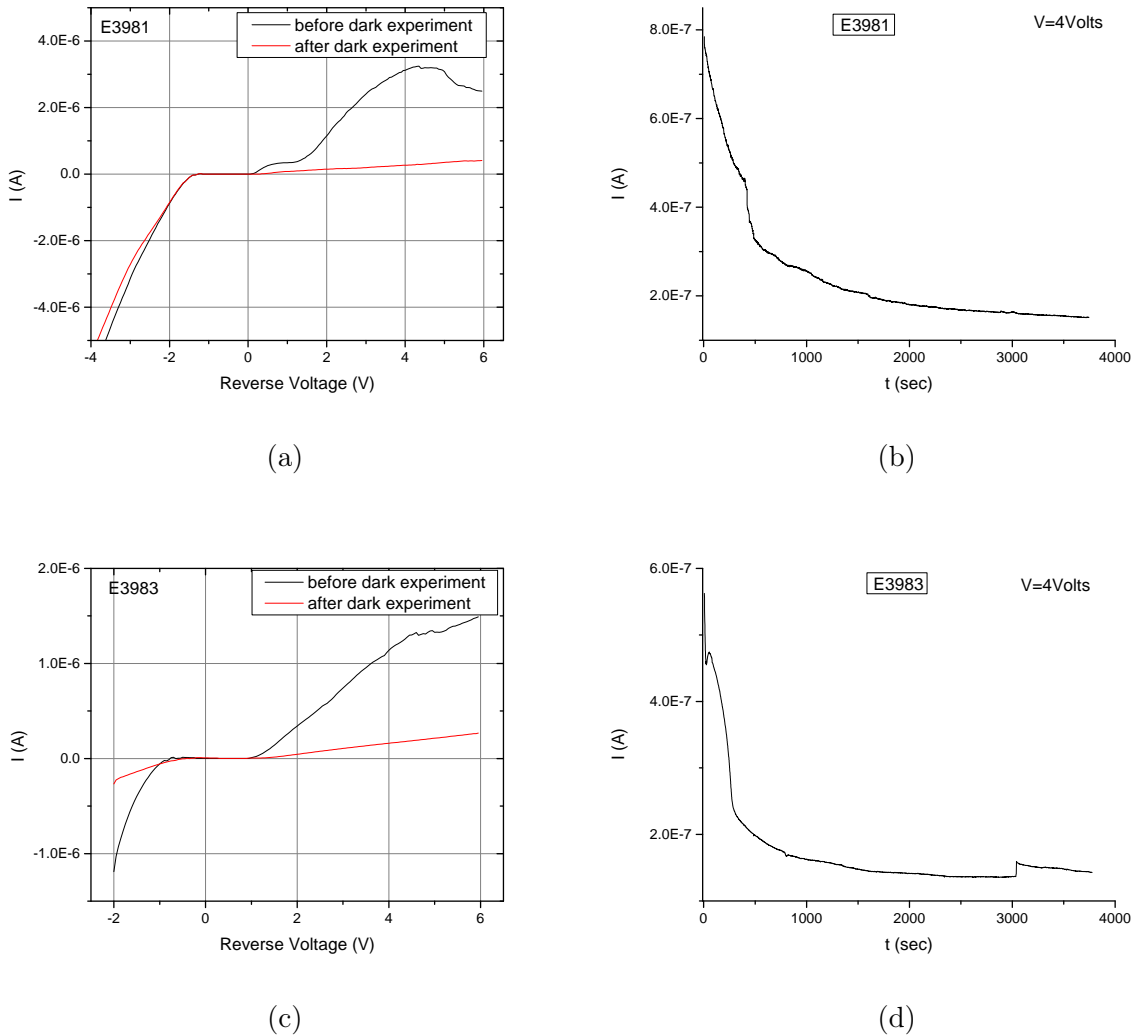 E3981
before dark experiment
after dark experiment
4.0E-6
2.0E-6
0.0
-2.0E-6
-4.0E-6
I (A)
-4 -2 0 2 4 6
Reverse Voltage (V)
(a)
E3981
V=4Volts
8.0E-7
6.0E-7
4.0E-7
2.0E-7
I (A)
0 1000 2000 3000 4000
t (sec)
(b)
E3983
before dark experiment
after dark experiment
2.0E-6
1.0E-6
0.0
-1.0E-6
I (A)
-2 0 2 4 6
Reverse Voltage (V)
(c)
E3983
V=4Volts
6.0E-7
4.0E-7
2.0E-7
I (A)
0 1000 2000 3000 4000
t (sec)
(d)